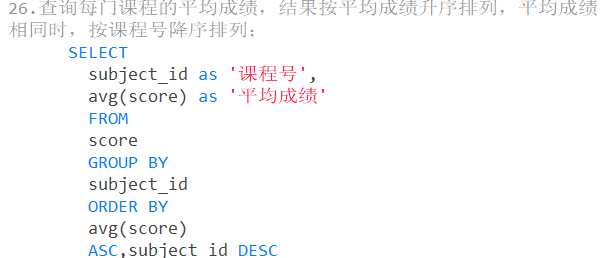 26.查询每门课程的平均成绩，结果按平均成绩升序排列，平均成绩
相同时，按课程号降序排列；
SELECT
subject_id as '课程号',
avg(score) as '平均成绩'
FROM
score
GROUP BY
subject_id
ORDER BY
avg(score)
ASC,subject_id DESC